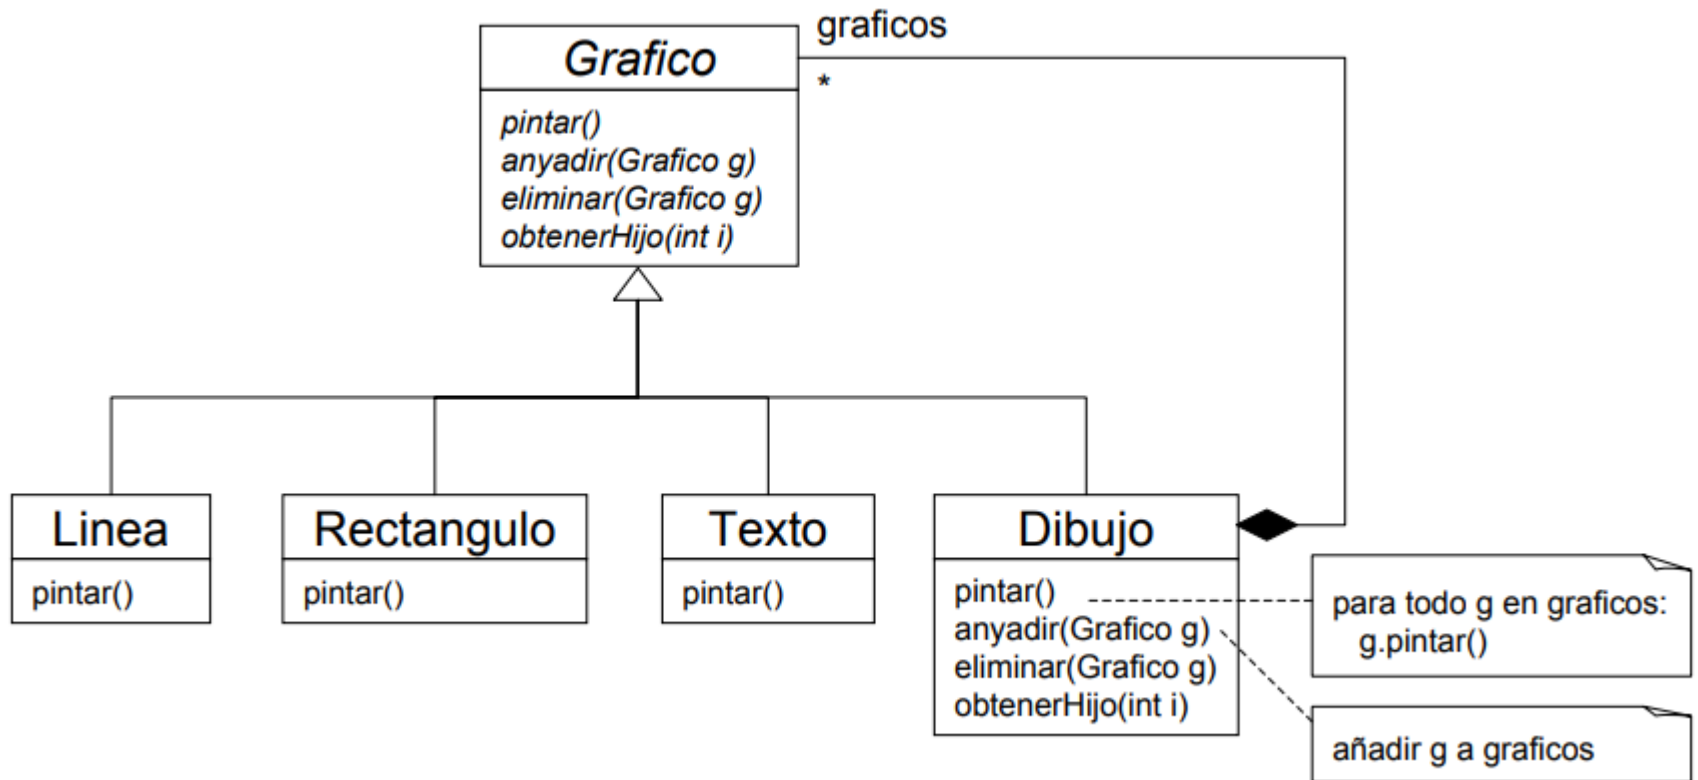 graficos
*
Grafico
pintar()
anyadir(Grafico g)
eliminar(Grafico g)
obtenerHijo(int i)
Linea
pintar()
Rectangulo
pintar()
Texto
pintar()
Dibujo
pintar()
anyadir(Grafico g)
eliminar(Grafico g)
obtenerHijo(int i)
para todo g en graficos:
g.pintar()
añadir g a graficos